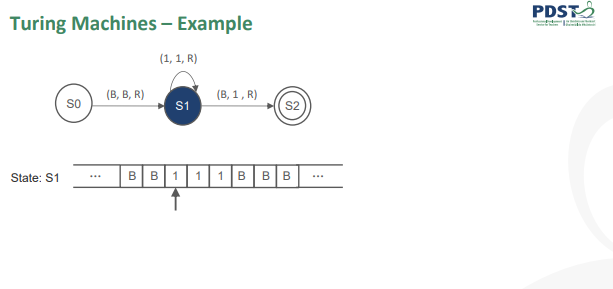 Turing Machines – Example
PDST
(1, 1, R)
S0
(B, B, R)
S1
(B, 1 , R)
S2
State: S1
... B B 1 1 1 B B B ...